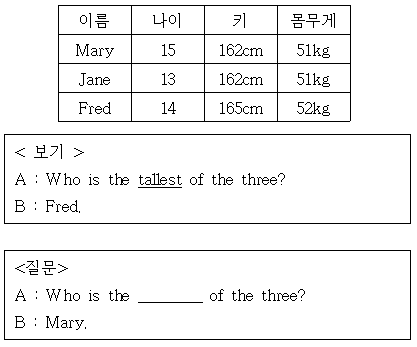 이름 나이 키 몸무게
Mary 15 162cm 51kg
Jane 13 162cm 51kg
Fred 14 165cm 52kg
< 보기 >
A : Who is the tallest of the three?
B : Fred.
<질문>
A : Who is the ________ of the three?
B : Mary.